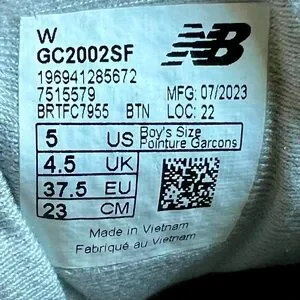 W
GC2002SF
NB
196941285672
7515579 MFG: 07/2023
BRTFC7955 BTN LOC: 22
5 US Boy's Size
Pointure Garcons
4.5 UK
37.5 EU
23 CM
Made in Vietnam
Fabriqué au Vietnam